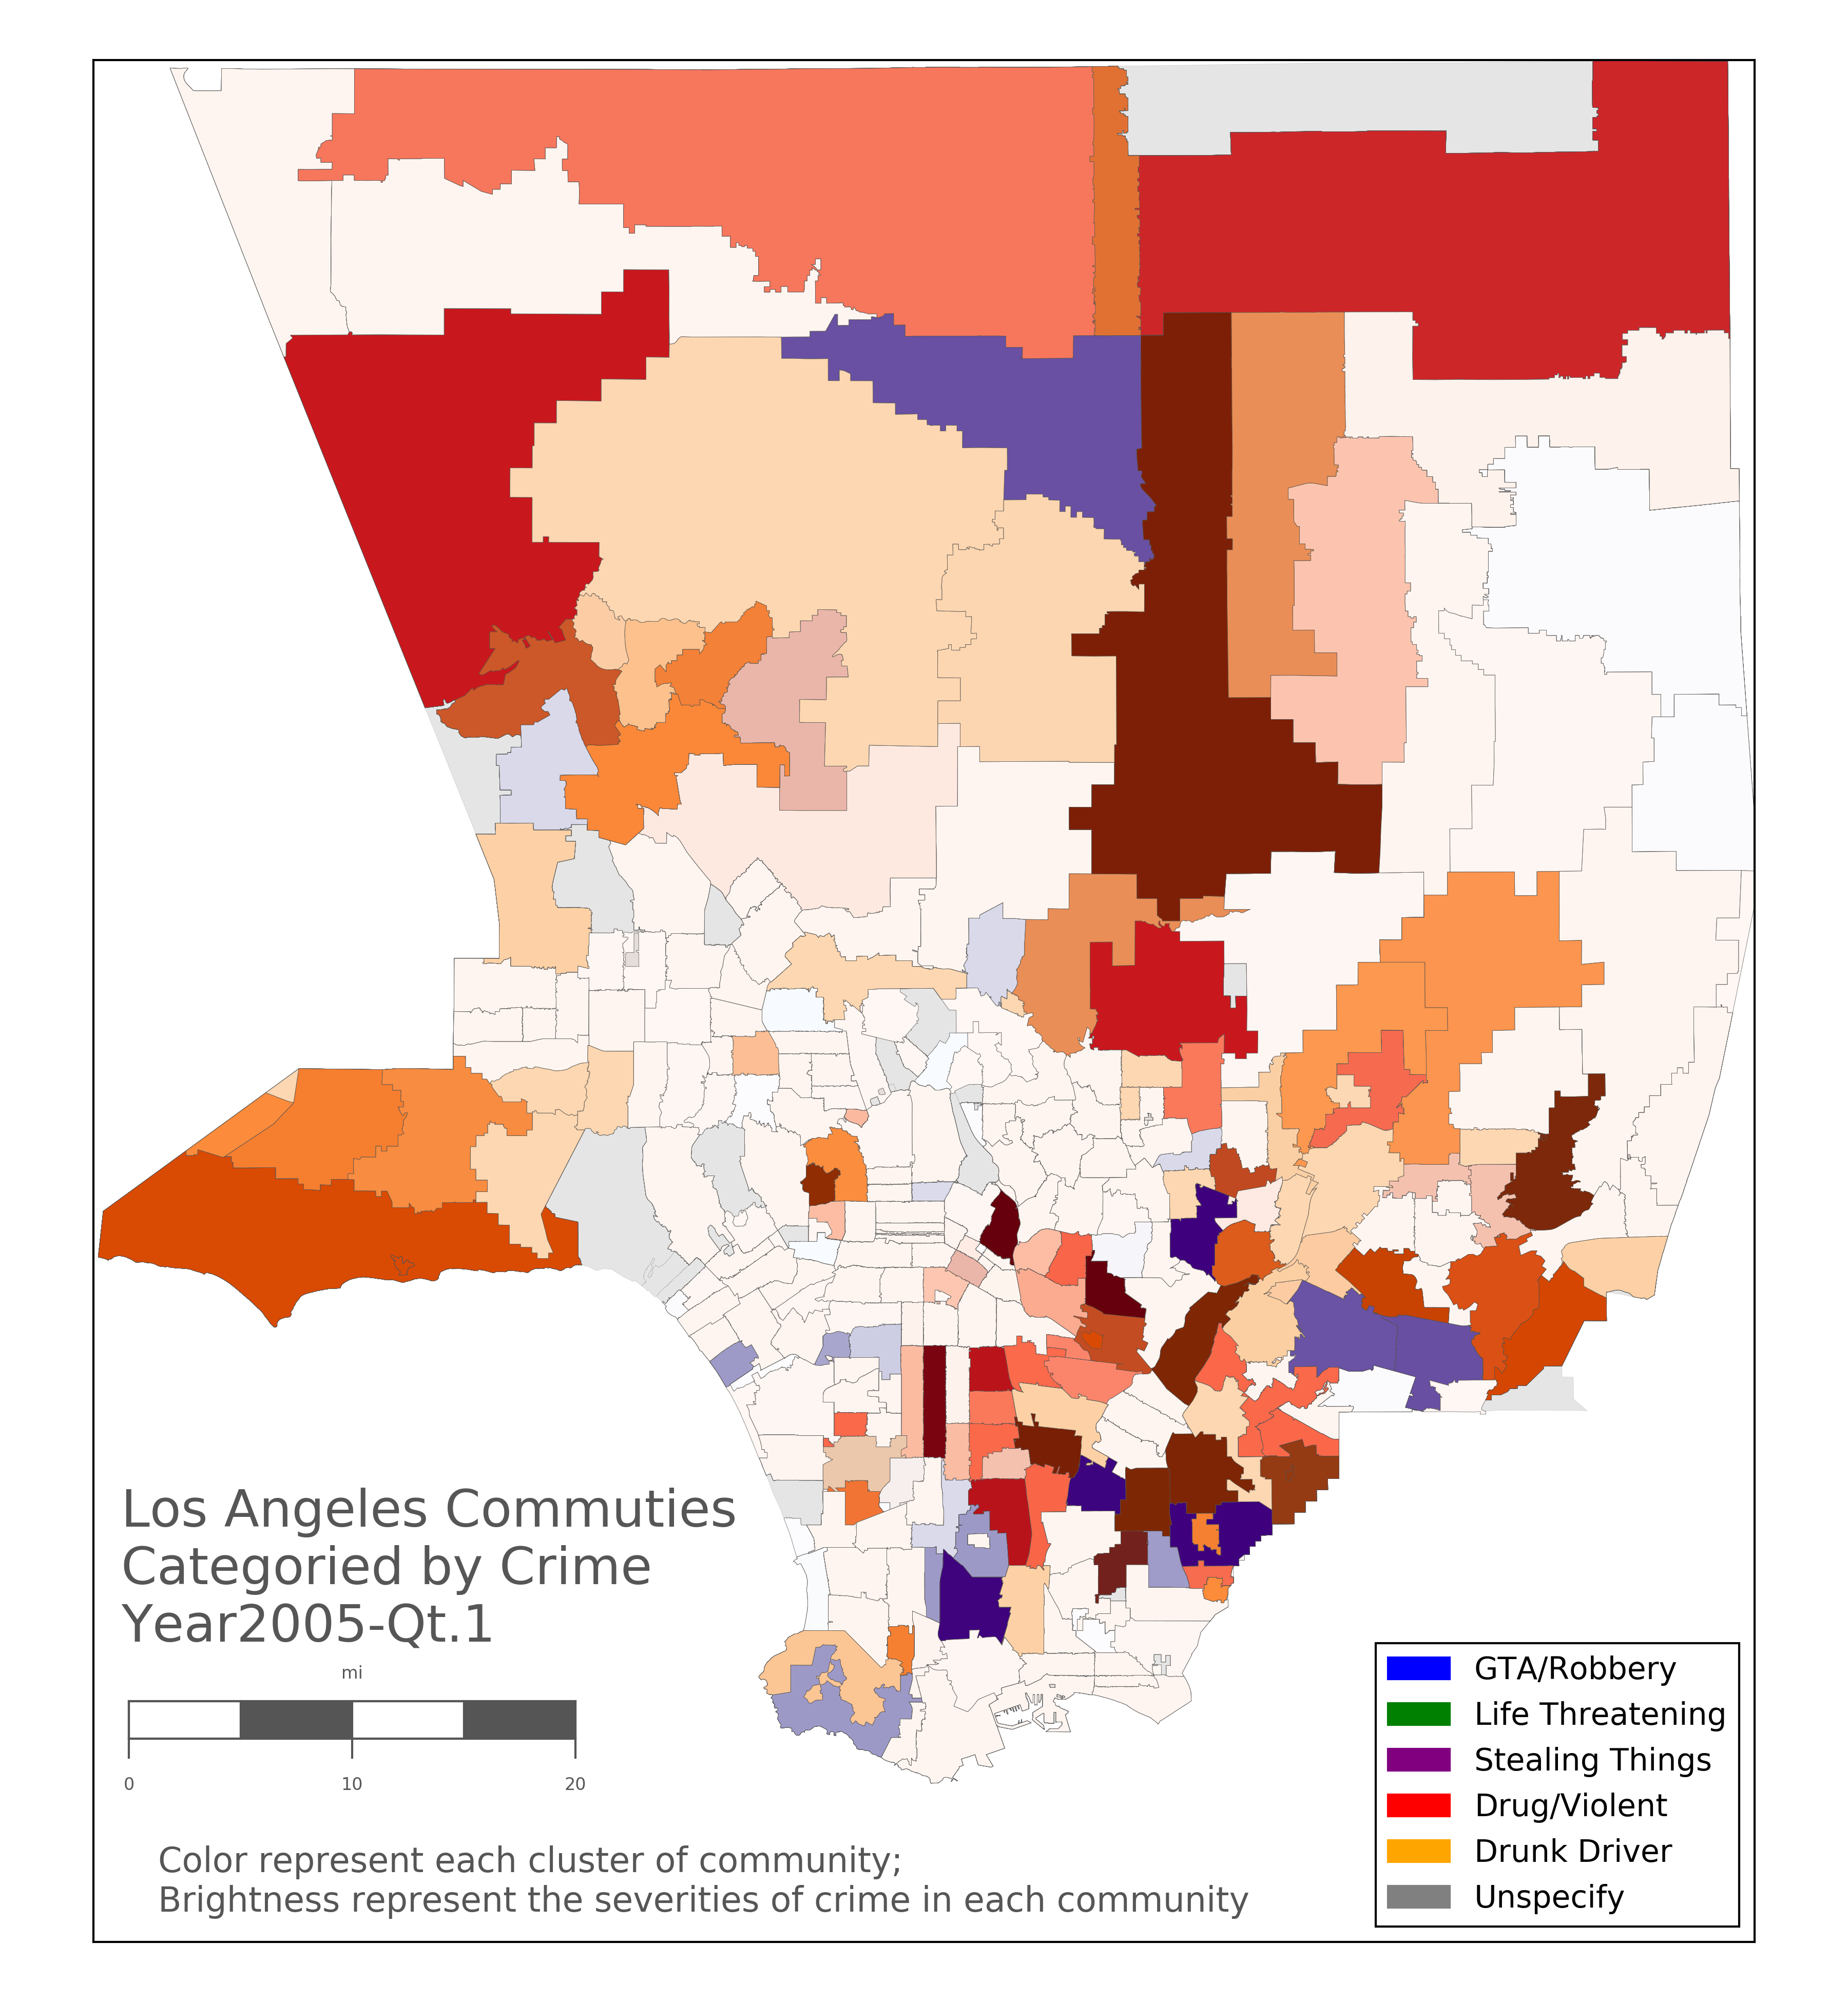 Los Angeles Commuties
Categoried by Crime
Year2005-Qt.1
mi
0 10 20
GTA/Robbery
Life Threatening
Stealing Things
Drug/Violent
Drunk Driver
Unspecify
Color represent each cluster of community;
Brightness represent the severities of crime in each community